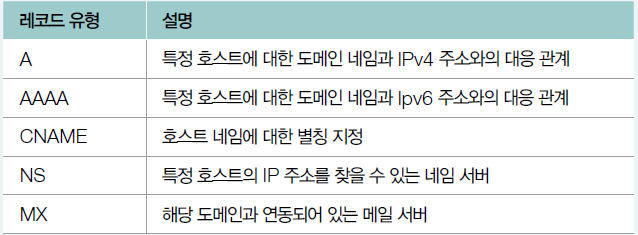 레코드 유형 설명
A 특정 호스트에 대한 도메인 네임과 IPv4 주소와의 대응 관계
AAAA 특정 호스트에 대한 도메인 네임과 Ipv6 주소와의 대응 관계
CNAME 호스트 네임에 대한 별칭 지정
NS 특정 호스트의 IP 주소를 찾을 수 있는 네임 서버
MX 해당 도메인과 연동되어 있는 메일 서버